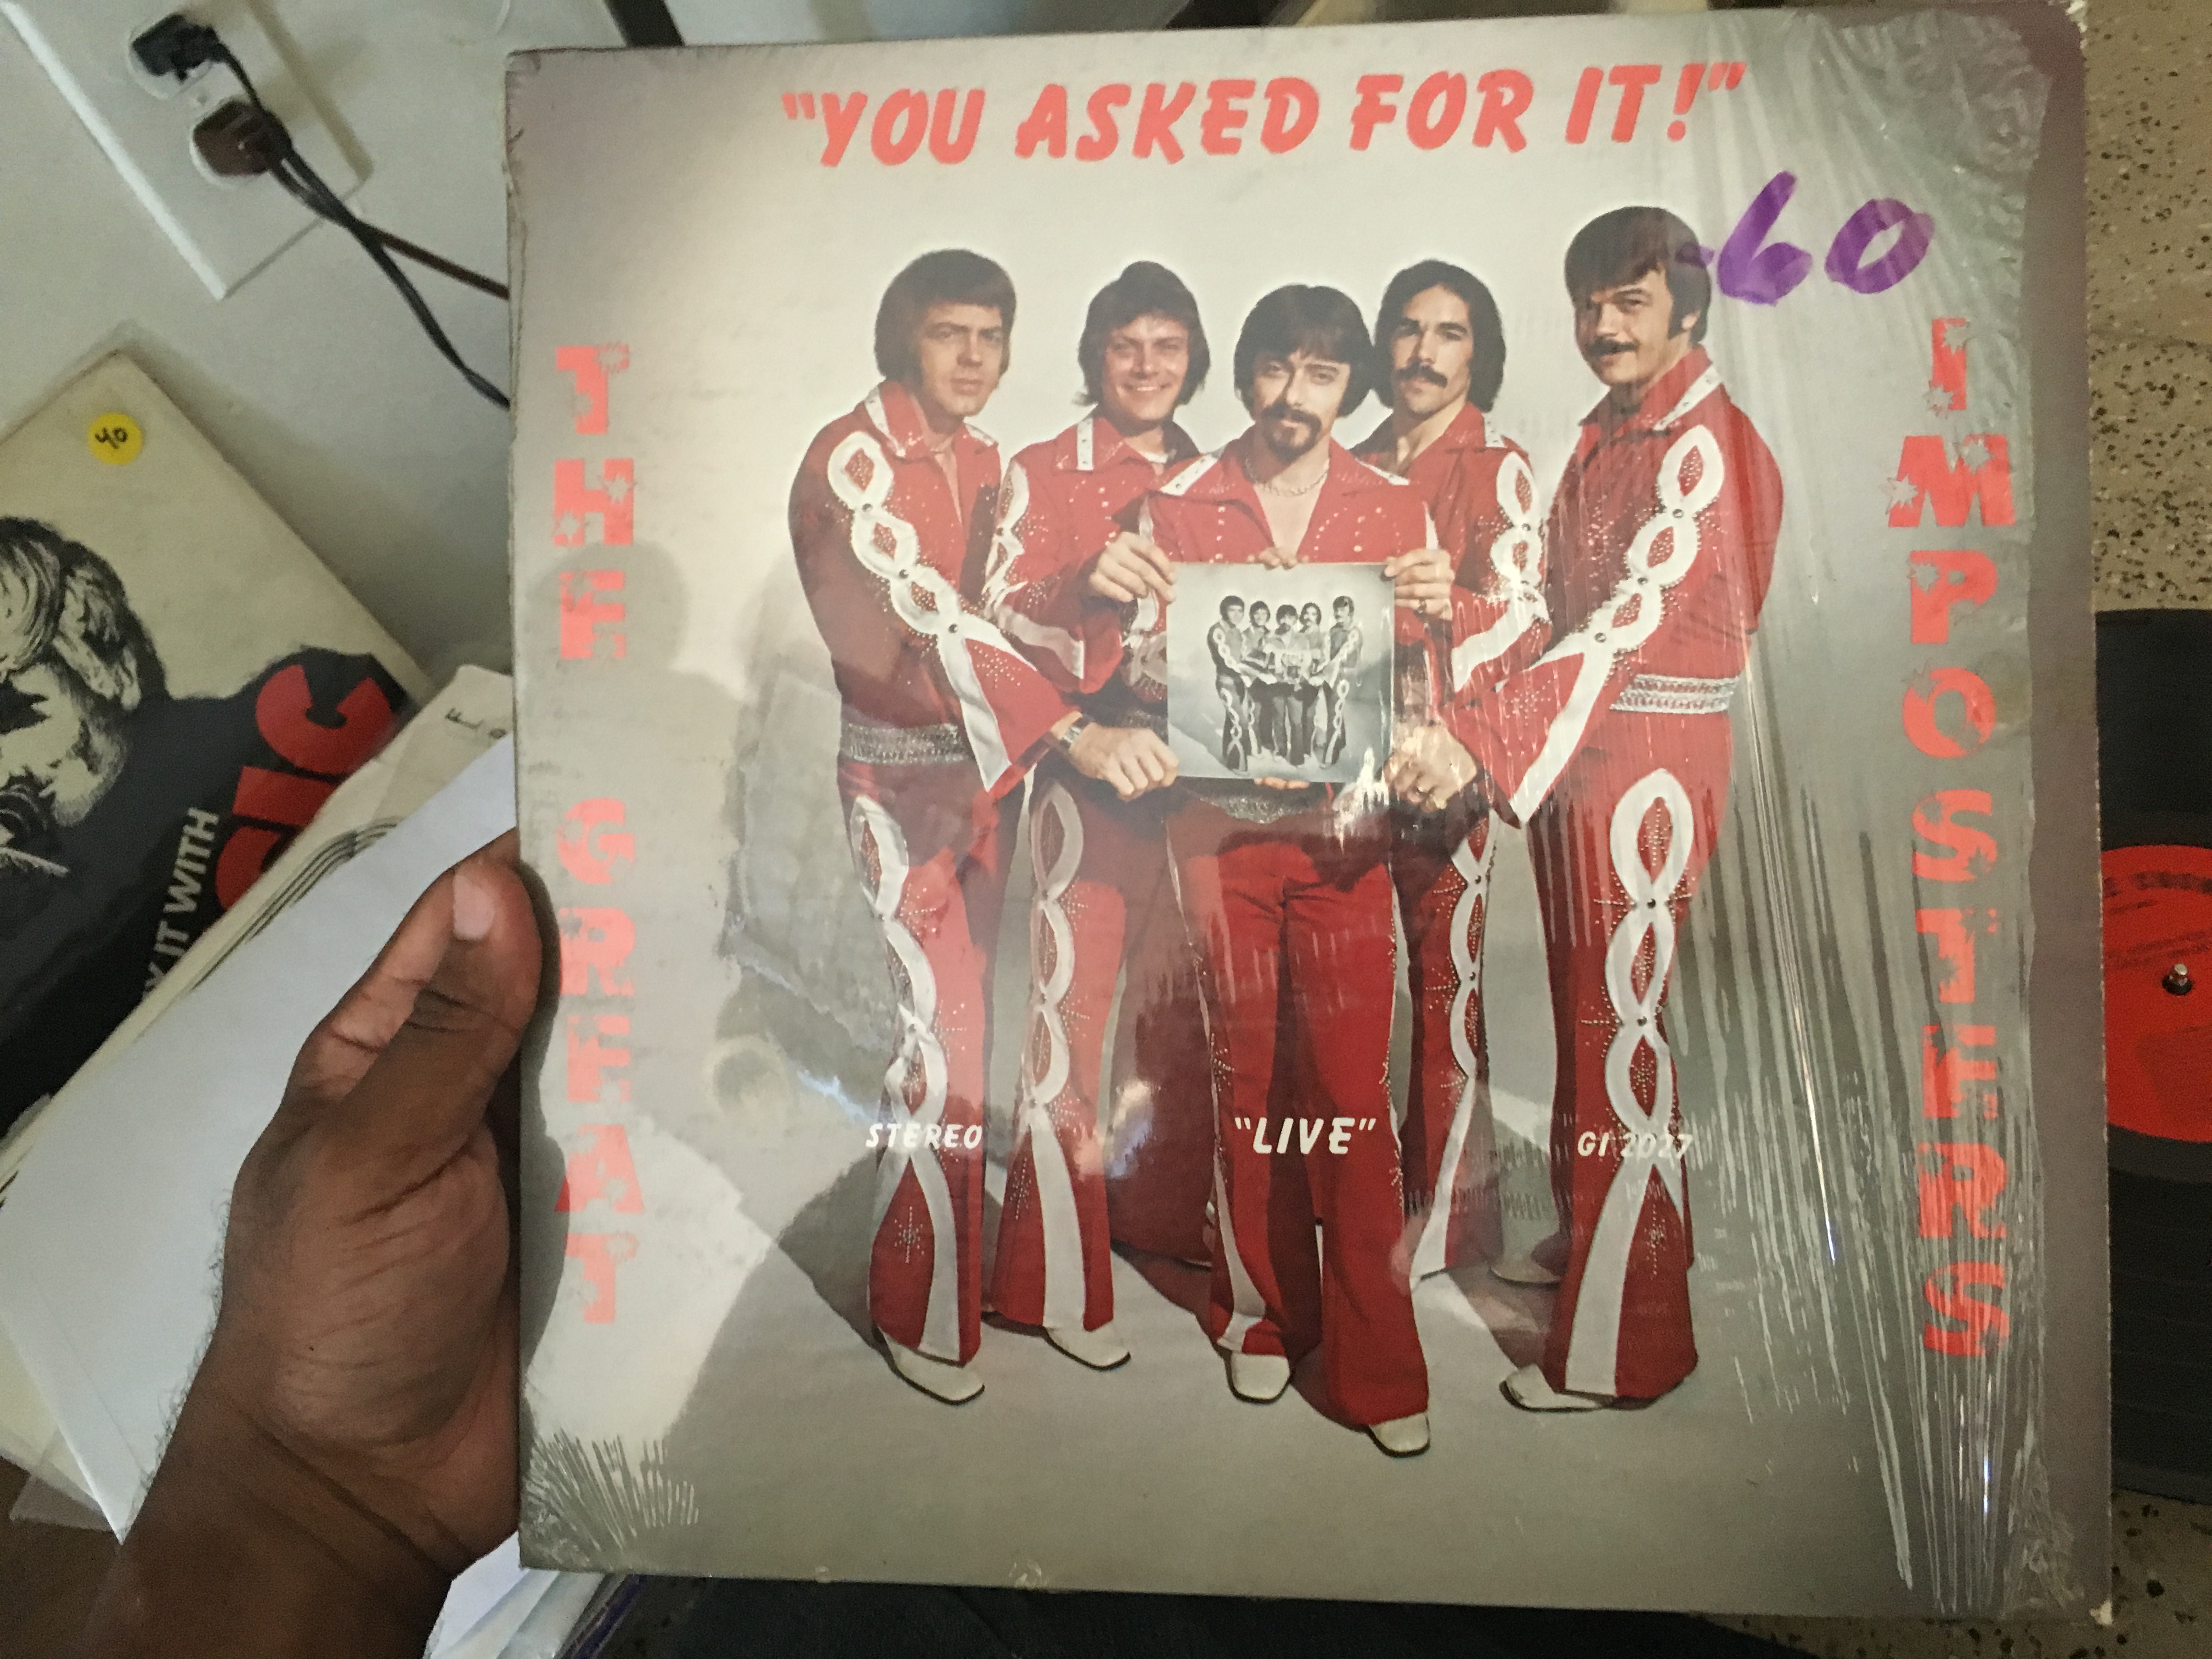 "YOU ASKED FOR IT!"
-60
THE GREAT
IMPOSTERS
STEREO
"LIVE"
GI 2027
40
IT WITH